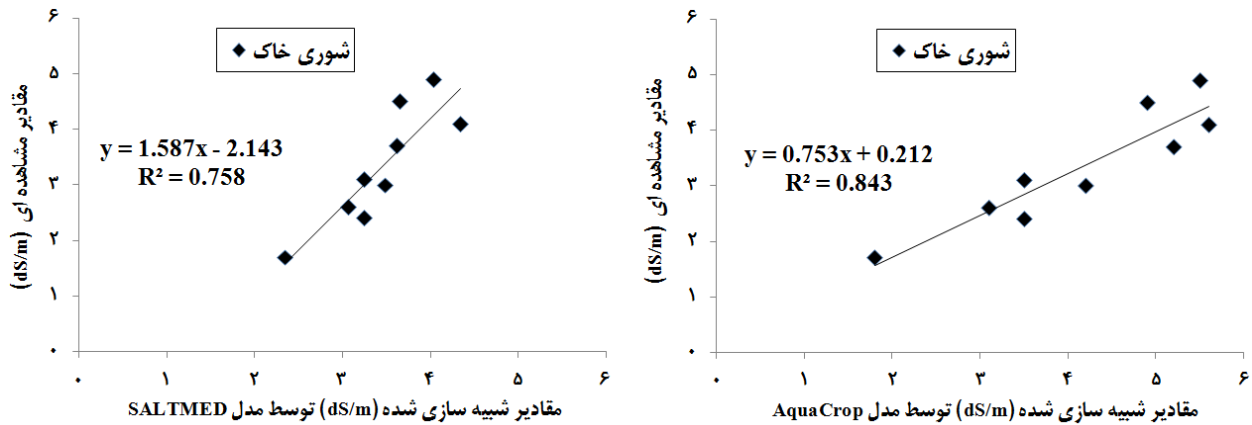 ۶
۵
۴
۳
۲
۱
۰
۰ ۱ ۲ ۳ ۴ ۵ ۶
شوری خاک
y = 1.587x - 2.143
R² = 0.758
مقادیر مشاهده ای (dS/m)
مقادیر شبیه سازی شده (dS/m) توسط مدل SALTMED
۶
۵
۴
۳
۲
۱
۰
۰ ۱ ۲ ۳ ۴ ۵ ۶
شوری خاک
y = 0.753x + 0.212
R² = 0.843
مقادیر مشاهده ای (dS/m)
مقادیر شبیه سازی شده (dS/m) توسط مدل AquaCrop